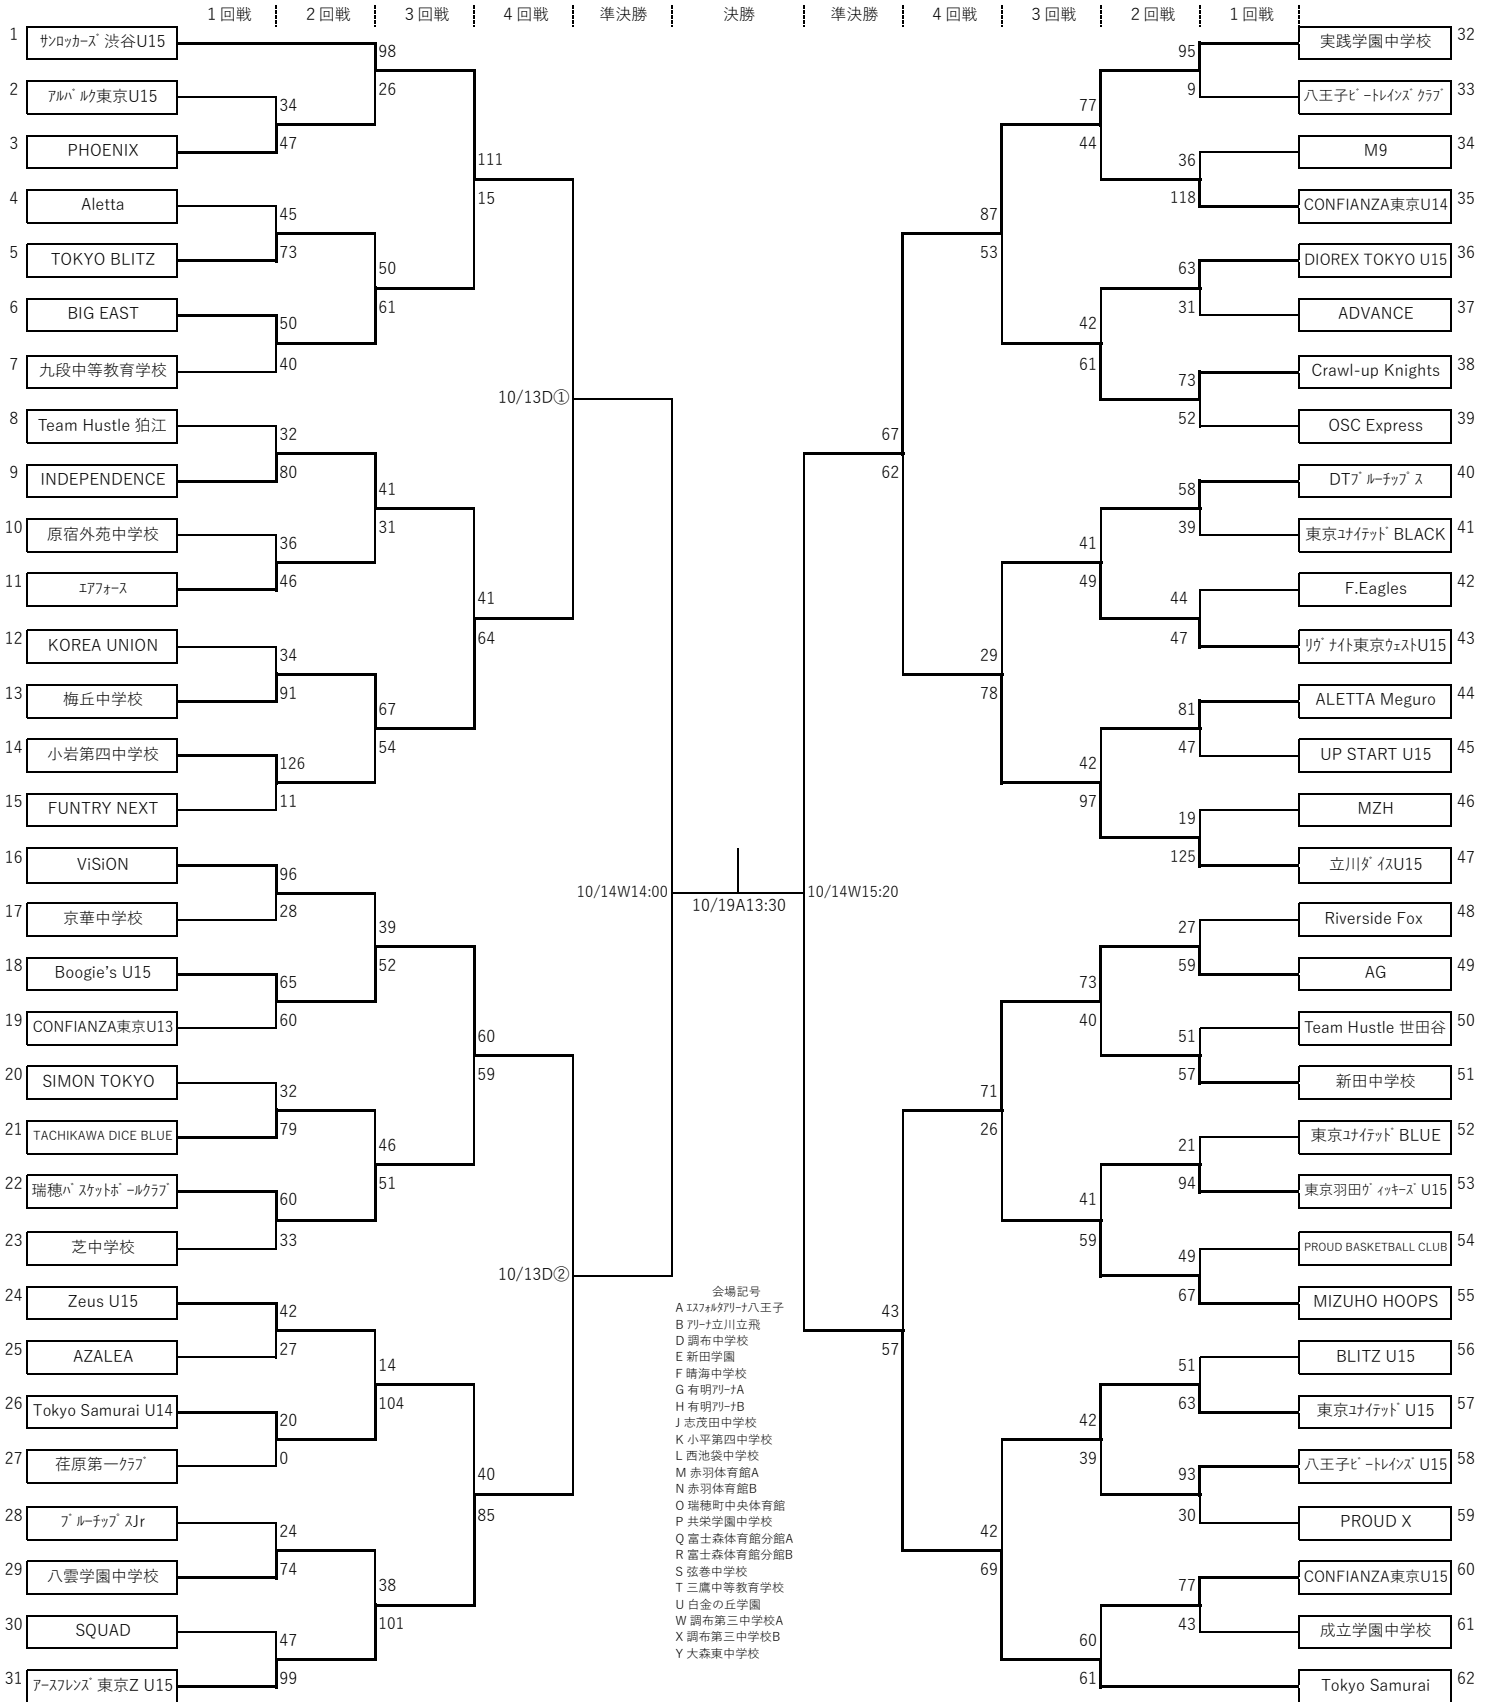 1回戦 2回戦 3回戦 4回戦 準決勝 決勝 準決勝 4回戦 3回戦 2回戦 1回戦
1 サンロッカーズ渋谷U15
2 アルバルク東京U15
3 PHOENIX
4 Aletta
5 TOKYO BLITZ
6 BIG EAST
7 九段中等教育学校
8 Team Hustle 狛江
9 INDEPENDENCE
10 原宿外苑中学校
11 エアフォース
12 KOREA UNION
13 梅丘中学校
14 小岩第四中学校
15 FUNTRY NEXT
16 ViSiON
17 京華中学校
18 Boogie's U15
19 CONFIANZA東京U13
20 SIMON TOKYO
21 TACHIKAWA DICE BLUE
22 瑞穂バスケットボールクラブ
23 芝中学校
24 Zeus U15
25 AZALEA
26 Tokyo Samurai U14
27 荏原第一クラブ
28 ブルーチップスJr
29 八雲学園中学校
30 SQUAD
31 アースフレンズ東京Z U15
34
47
45
73
50
40
32
80
36
46
34
91
126
11
96
28
65
60
32
79
60
33
42
27
20
0
24
74
47
99
98
26
50
61
41
31
67
54
39
52
46
51
14
104
38
101
111
15
41
64
60
59
40
85
10/13D①
10/13D②
10/14W14:00
10/19A13:30
10/14W15:20
会場記号
A エスフォルタアリーナ八王子
B アリーナ立川立飛
D 調布中学校
E 新田学園
F 晴海中学校
G 有明アリーナA
H 有明アリーナB
J 志茂田中学校
K 小平第四中学校
L 西池袋中学校
M 赤羽体育館A
N 赤羽体育館B
O 瑞穂町中央体育館
P 共栄学園中学校
Q 富士森体育館分館A
R 富士森体育館分館B
S 弦巻中学校
T 三鷹中等教育学校
U 白金の丘学園
W 調布第三中学校A
X 調布第三中学校B
Y 大森東中学校
67
62
43
57
87
53
29
78
71
26
42
69
77
44
42
61
41
49
42
97
73
40
41
59
42
39
60
61
95
9
36
118
63
31
73
52
58
39
44
47
81
47
19
125
27
59
51
57
21
94
49
67
51
63
93
30
77
43
実践学園中学校 32
八王子ビートレインズクラブ 33
M9 34
CONFIANZA東京U14 35
DIOREX TOKYO U15 36
ADVANCE 37
Crawl-up Knights 38
OSC Express 39
DTブルーチップス 40
東京ユナイテッドBLACK 41
F.Eagles 42
リヴナイト東京ウェストU15 43
ALETTA Meguro 44
UP START U15 45
MZH 46
立川ダイスU15 47
Riverside Fox 48
AG 49
Team Hustle 世田谷 50
新田中学校 51
東京ユナイテッドBLUE 52
東京羽田ヴィッキーズU15 53
PROUD BASKETBALL CLUB 54
MIZUHO HOOPS 55
BLITZ U15 56
東京ユナイテッドU15 57
八王子ビートレインズU15 58
PROUD X 59
CONFIANZA東京U15 60
成立学園中学校 61
Tokyo Samurai 62